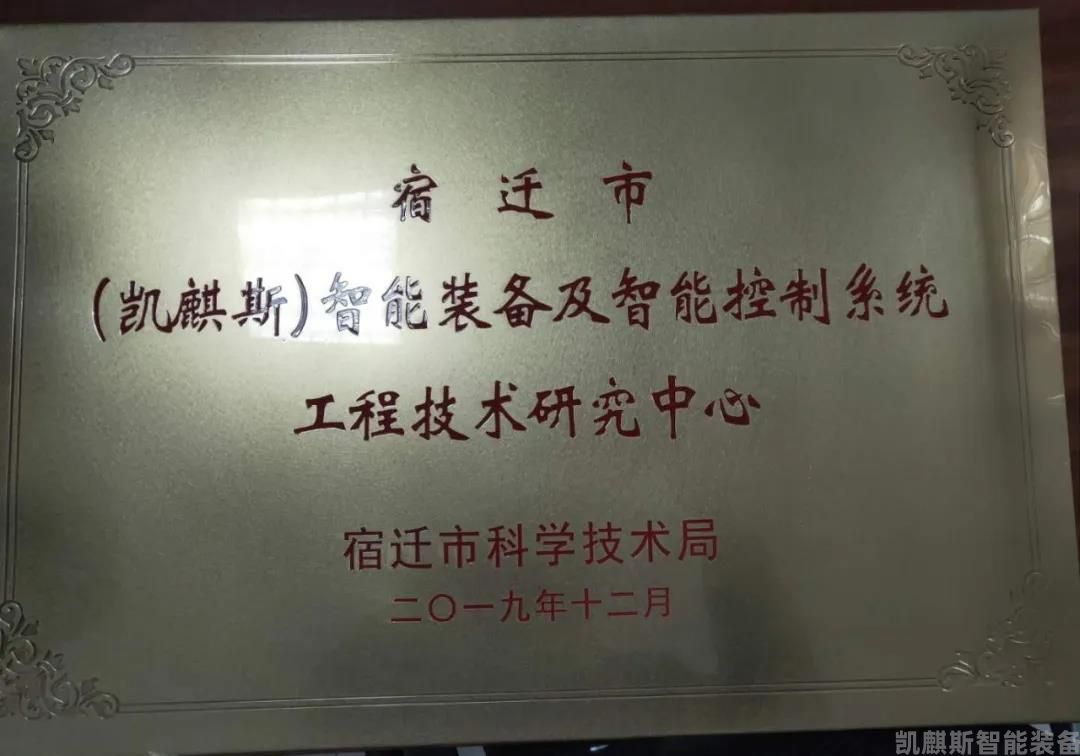 宿迁市
(凯麒斯)智能装备及智能控制系统
工程技术研究中心
宿迁市科学技术局
二〇一九年十二月
凯麒斯智能装备